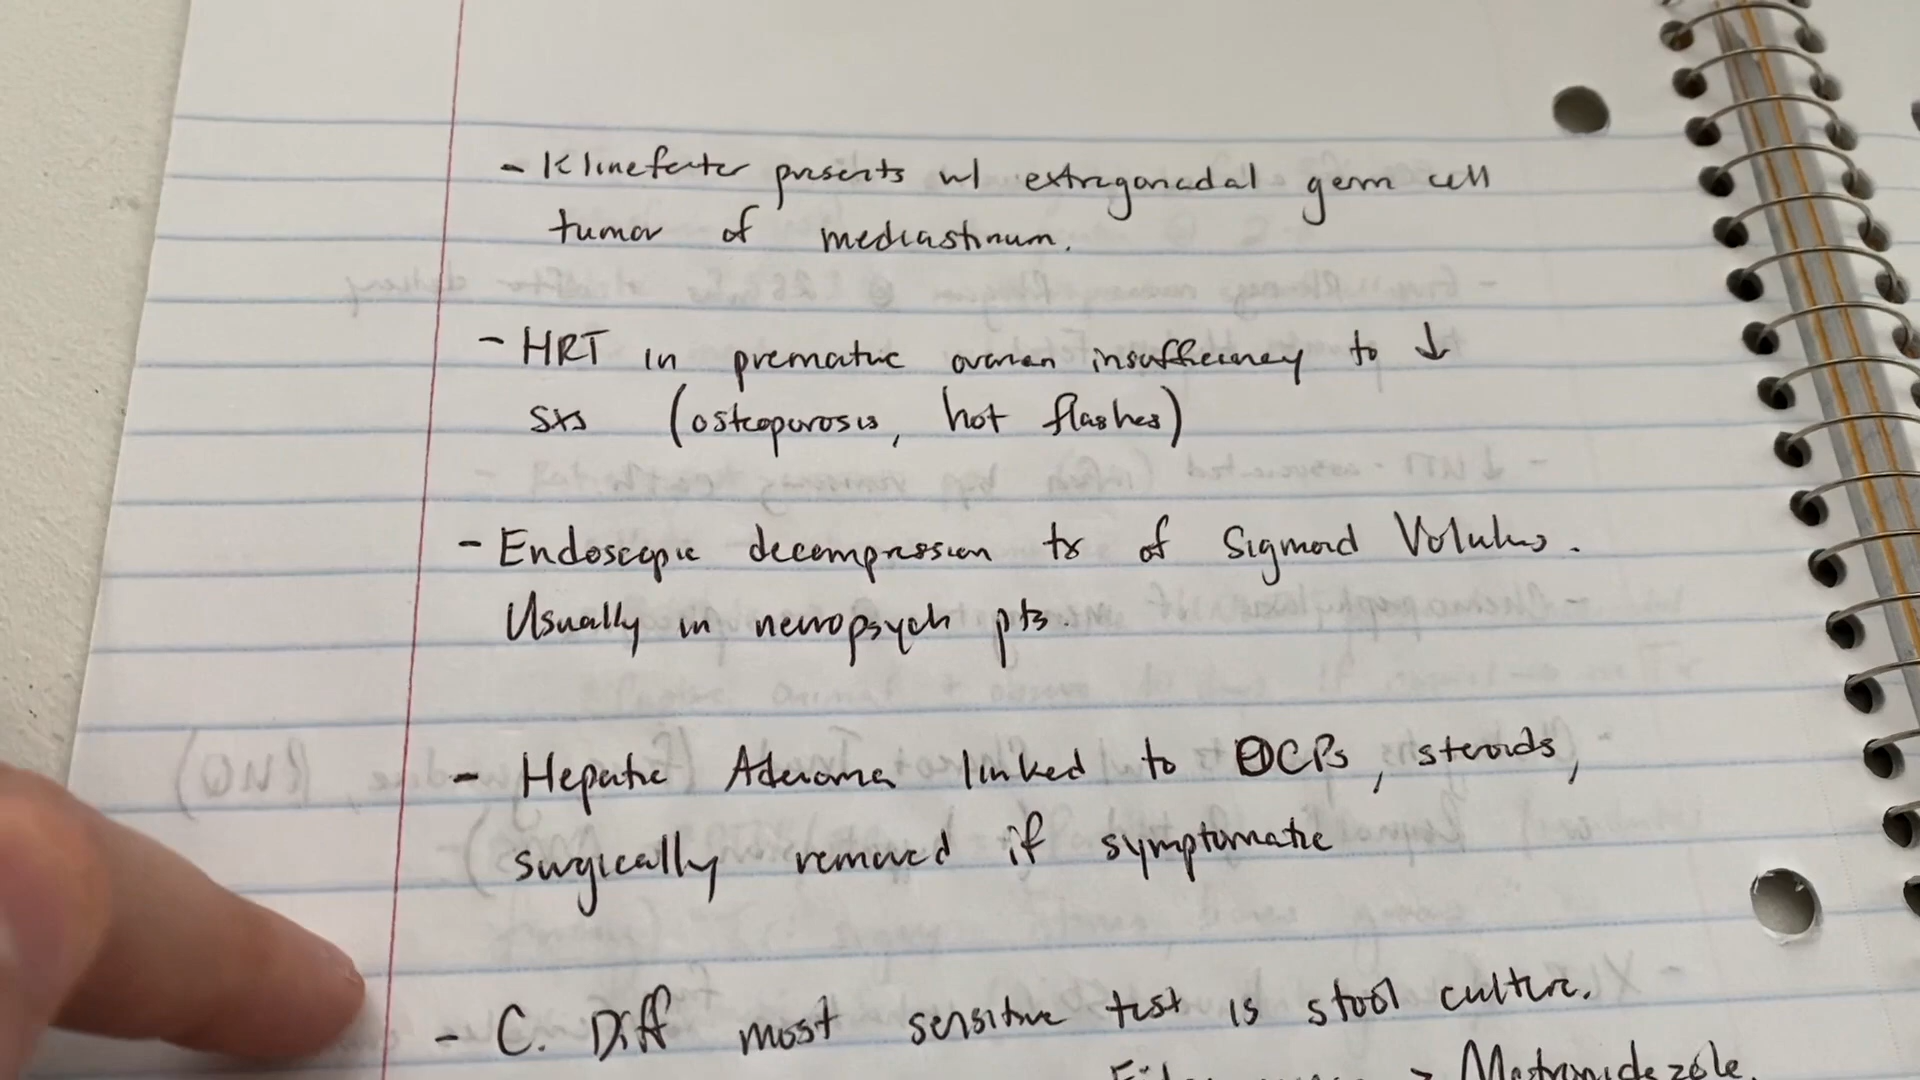 - Klinefelter presents w/ extragonadal germ cell
tumor of mediastinum.
- HRT in premature ovarian insufficiency to ↓
sxs (osteoporosis, hot flashes)
- Endoscopic decompression tx of Sigmoid Volvulus.
Usually in neuropsych pts.
- Hepatic Adenoma linked to OCPs, steroids,
surgically removed if symptomatic
- C. Diff most sensitive test is stool culture.
> Metronidazole.